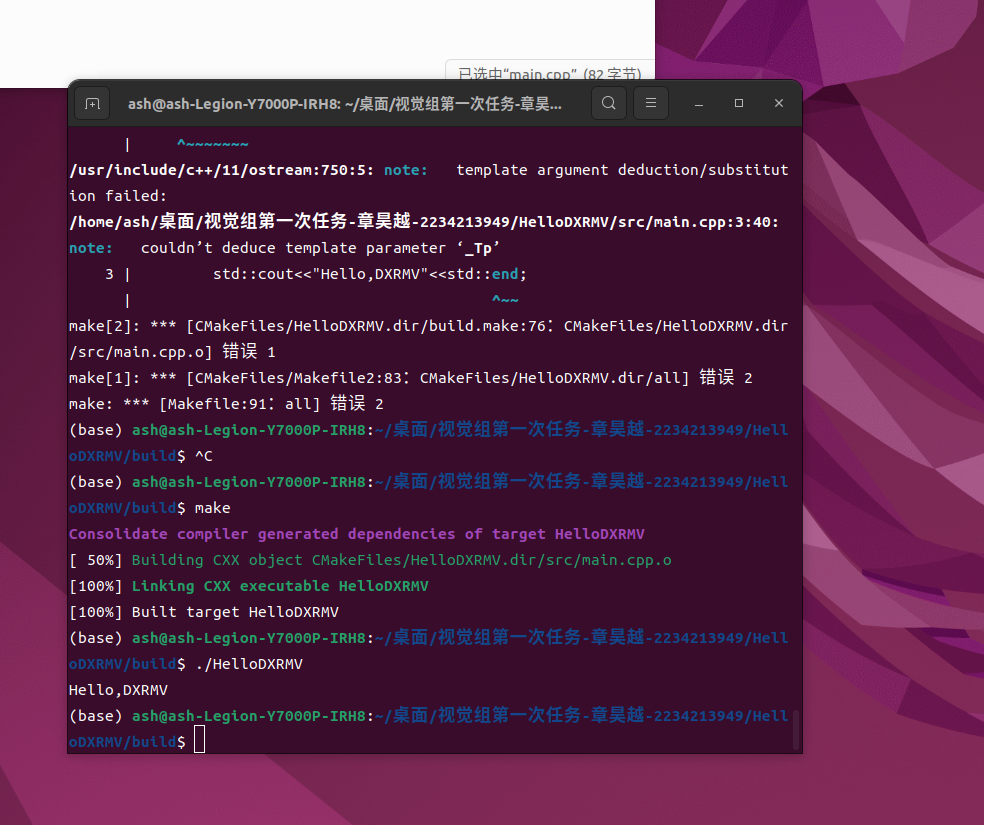 已选中“main.cpp” (82 字节)
ash@ash-Legion-Y7000P-IRH8: ~/桌面/视觉组第一次任务-章昊...
|     ^~~~~~~~
/usr/include/c++/11/ostream:750:5: note:   template argument deduction/substitut
ion failed:
/home/ash/桌面/视觉组第一次任务-章昊越-2234213949/HelloDXRMV/src/main.cpp:3:40:
note:   couldn’t deduce template parameter ‘_Tp’
    3 |         std::cout<<"Hello,DXRMV"<<std::end;
      |                                        ^~~
make[2]: *** [CMakeFiles/HelloDXRMV.dir/build.make:76：CMakeFiles/HelloDXRMV.dir
/src/main.cpp.o] 错误 1
make[1]: *** [CMakeFiles/Makefile2:83：CMakeFiles/HelloDXRMV.dir/all] 错误 2
make: *** [Makefile:91：all] 错误 2
(base) ash@ash-Legion-Y7000P-IRH8:~/桌面/视觉组第一次任务-章昊越-2234213949/Hell
oDXRMV/build$ ^C
(base) ash@ash-Legion-Y7000P-IRH8:~/桌面/视觉组第一次任务-章昊越-2234213949/Hell
oDXRMV/build$ make
Consolidate compiler generated dependencies of target HelloDXRMV
[ 50%] Building CXX object CMakeFiles/HelloDXRMV.dir/src/main.cpp.o
[100%] Linking CXX executable HelloDXRMV
[100%] Built target HelloDXRMV
(base) ash@ash-Legion-Y7000P-IRH8:~/桌面/视觉组第一次任务-章昊越-2234213949/Hell
oDXRMV/build$ ./HelloDXRMV
Hello,DXRMV
(base) ash@ash-Legion-Y7000P-IRH8:~/桌面/视觉组第一次任务-章昊越-2234213949/Hell
oDXRMV/build$